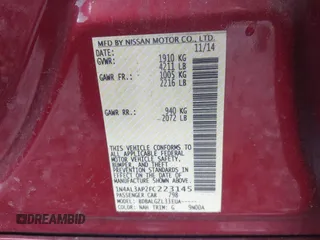 MFD BY NISSAN MOTOR CO., LTD.
11/14
GVWR: 1910 KG
4211 LB
GAWR FR: 1005 KG
2216 LB
GAWR RR: 940 KG
2072 LB
THIS VEHICLE CONFORMS TO
ALL APPLICABLE FEDERAL
MOTOR VEHICLE SAFETY,
BUMPER, AND THEFT
PREVENTION STANDARDS
IN EFFECT ON THE DATE OF
MANUFACTURE SHOWN ABOVE.
1N4AL3AP2FC223145
PASSENGER CAR 798
MODEL:
COLOR: NAH TRIM: G
DREAMBID